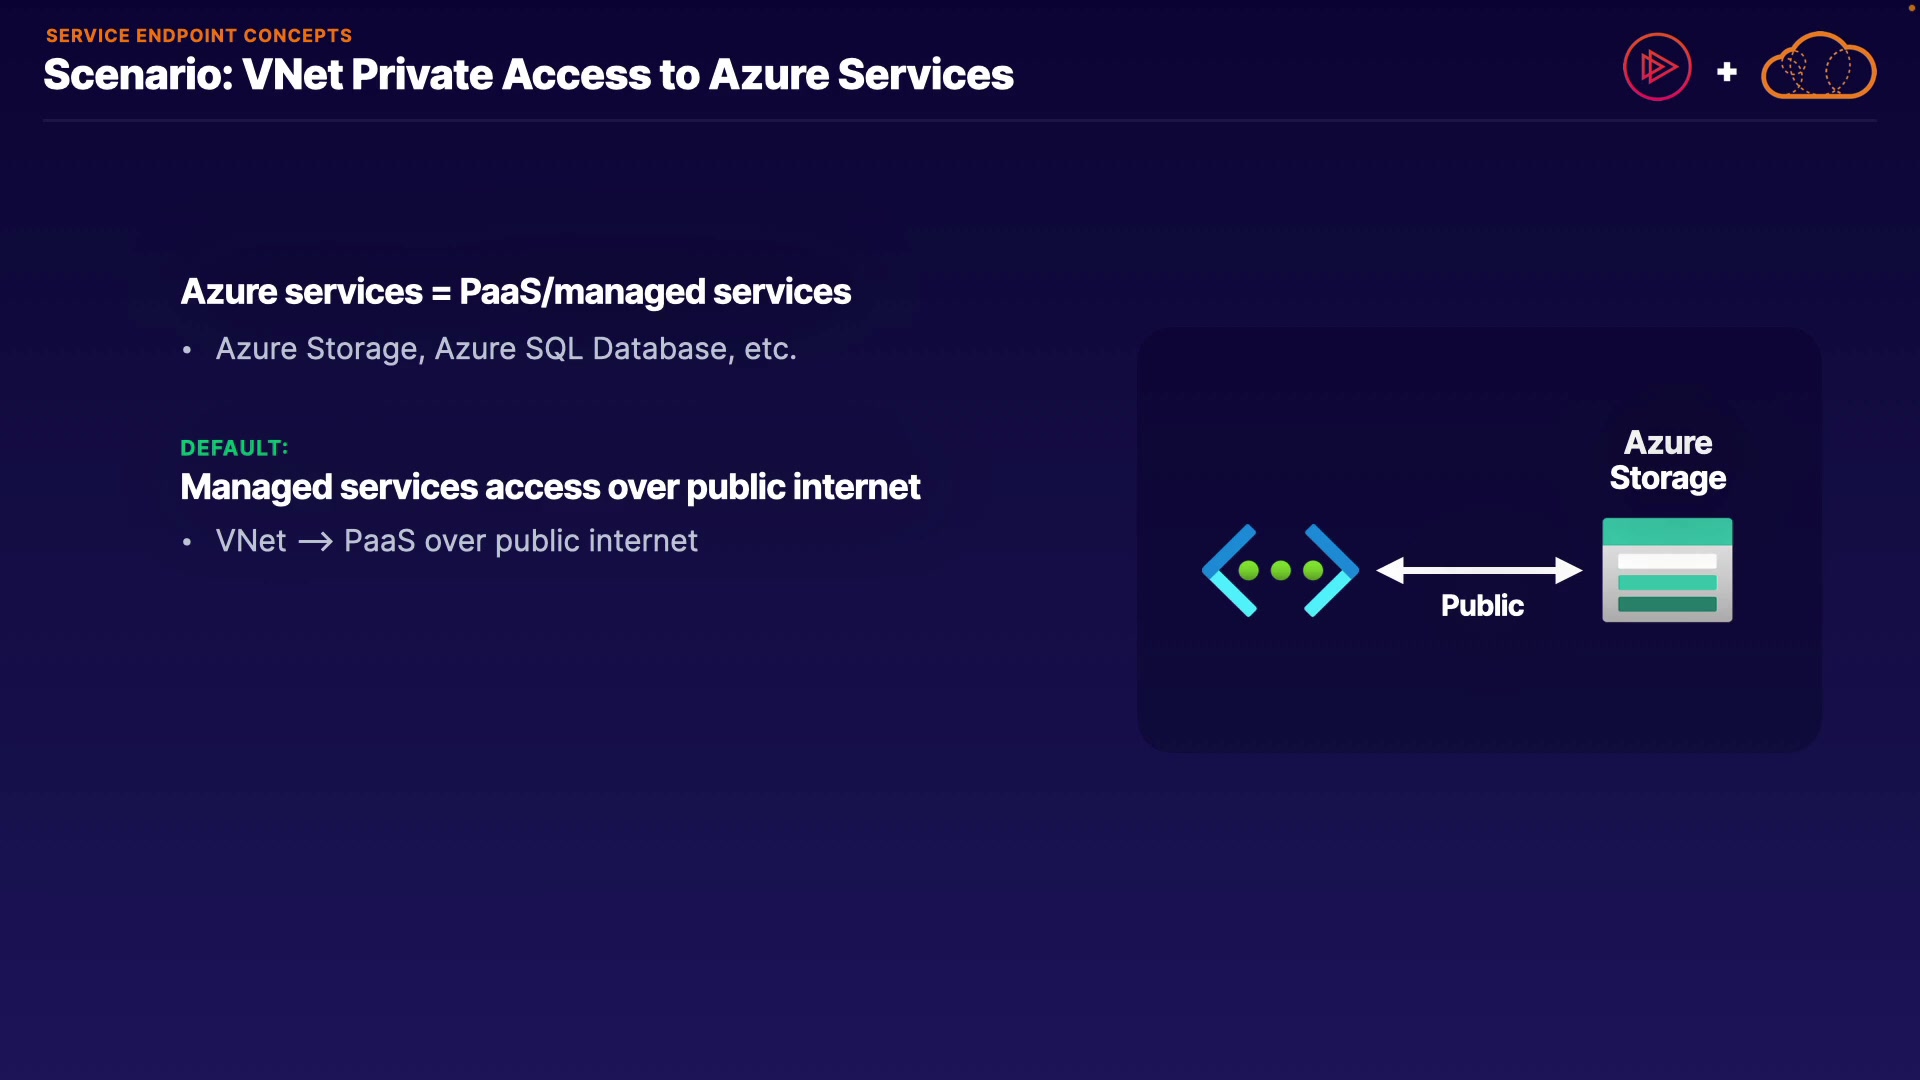 SERVICE ENDPOINT CONCEPTS
Scenario: VNet Private Access to Azure Services
Azure services = PaaS/managed services
• Azure Storage, Azure SQL Database, etc.
DEFAULT:
Managed services access over public internet
• VNet → PaaS over public internet
Azure
Storage
Public